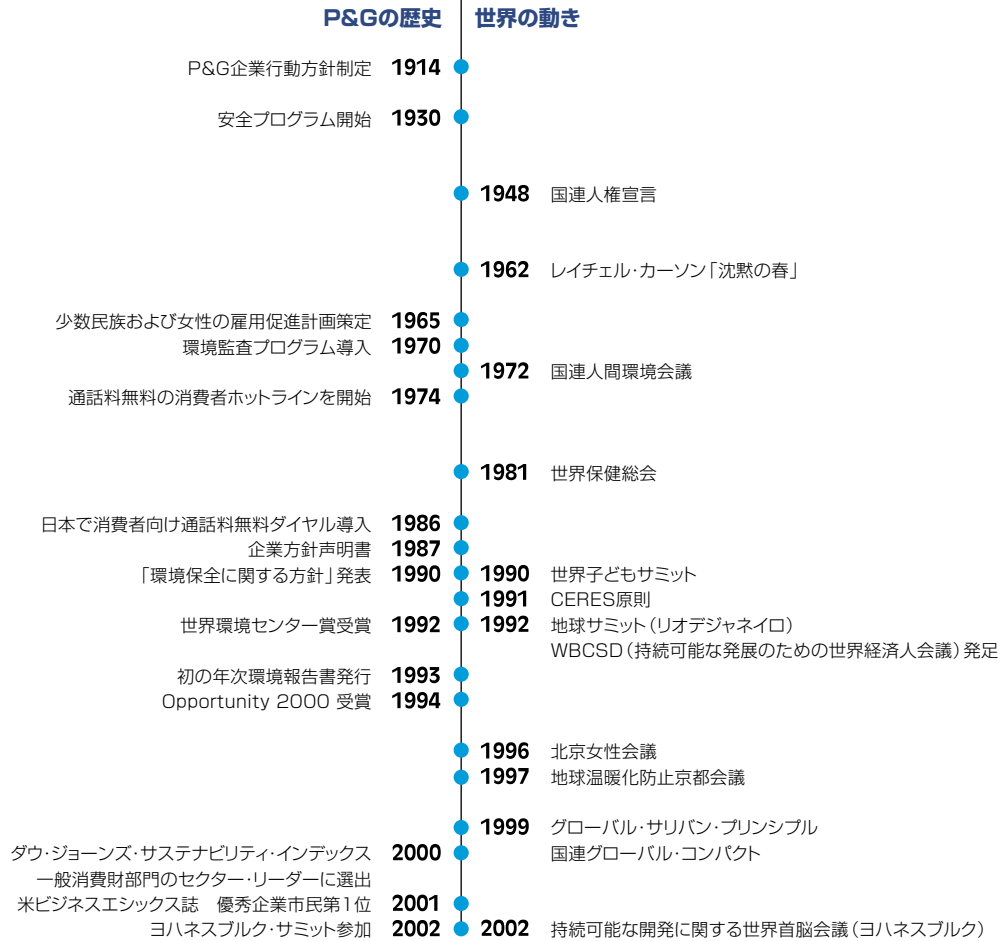 P&Gの歴史 世界の動き
P&G企業行動方針制定 1914
安全プログラム開始 1930
1948 国連人権宣言
1962 レイチェル・カーソン「沈黙の春」
少数民族および女性の雇用促進計画策定 1965
環境監査プログラム導入 1970
1972 国連人間環境会議
通話料無料の消費者ホットラインを開始 1974
1981 世界保健総会
日本で消費者向け通話料無料ダイヤル導入 1986
企業方針声明書 1987
「環境保全に関する方針」発表 1990 1990 世界子どもサミット
1991 CERES原則
世界環境センター賞受賞 1992 1992 地球サミット(リオデジャネイロ)
WBCSD(持続可能な発展のための世界経済人会議)発足
初の年次環境報告書発行 1993
Opportunity 2000 受賞 1994
1996 北京女性会議
1997 地球温暖化防止京都会議
1999 グローバル・サリバン・プリンシプル
ダウ・ジョーンズ・サステナビリティ・インデックス 2000 国連グローバル・コンパクト
一般消費財部門のセクター・リーダーに選出
米ビジネスエシックス誌 優秀企業市民第1位 2001
ヨハネスブルク・サミット参加 2002 2002 持続可能な開発に関する世界首脳会議(ヨハネスブルク)